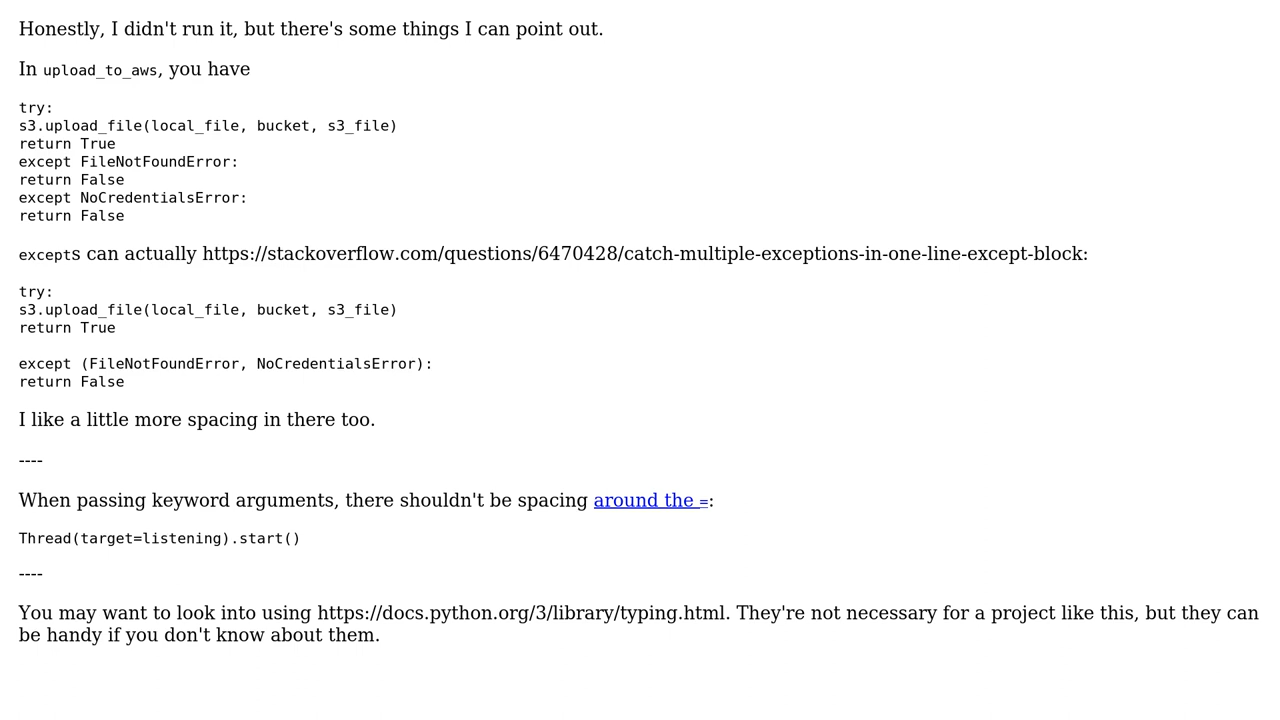 Honestly, I didn't run it, but there's some things I can point out.
In upload_to_aws, you have
try:
s3.upload_file(local_file, bucket, s3_file)
return True
except FileNotFoundError:
return False
except NoCredentialsError:
return False
excepts can actually https://stackoverflow.com/questions/6470428/catch-multiple-exceptions-in-one-line-except-block:
try:
s3.upload_file(local_file, bucket, s3_file)
return True
except (FileNotFoundError, NoCredentialsError):
return False
I like a little more spacing in there too.
----
When passing keyword arguments, there shouldn't be spacing around the =:
Thread(target=listening).start()
----
You may want to look into using https://docs.python.org/3/library/typing.html. They're not necessary for a project like this, but they can
be handy if you don't know about them.